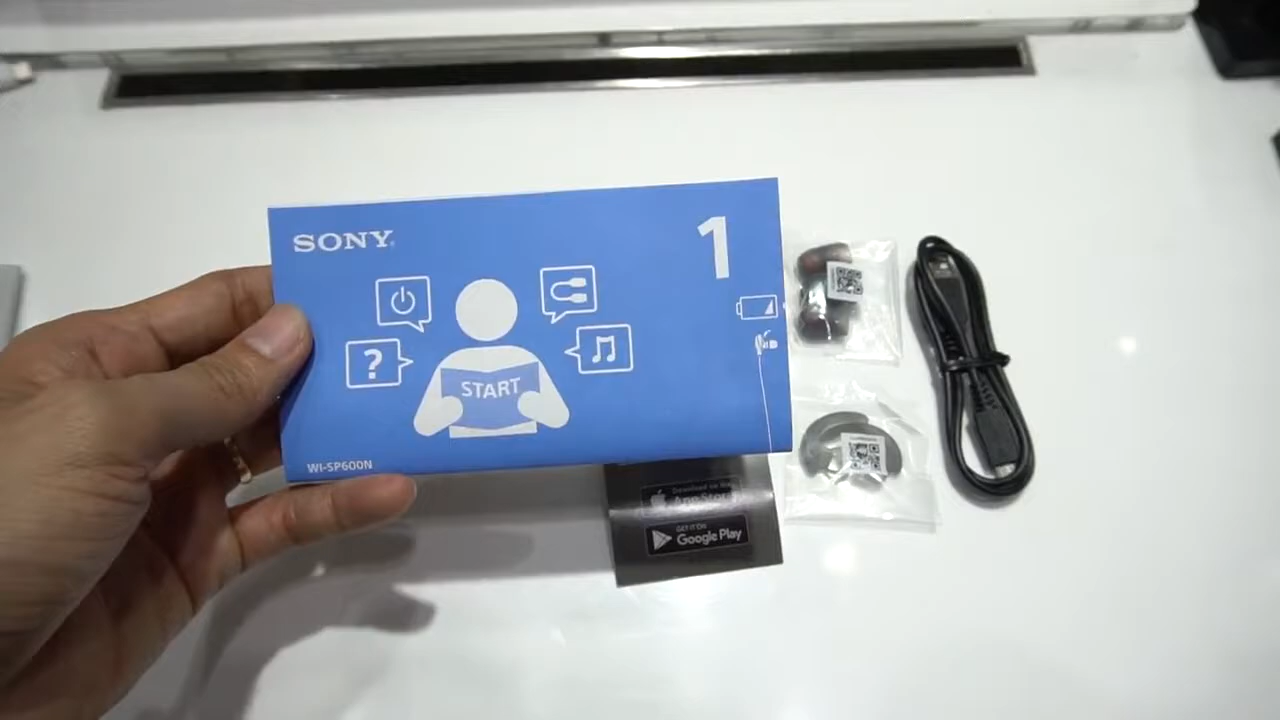 SONY
1
?
START
WI-SP600N
Download on the
App Store
GET IT ON
Google Play